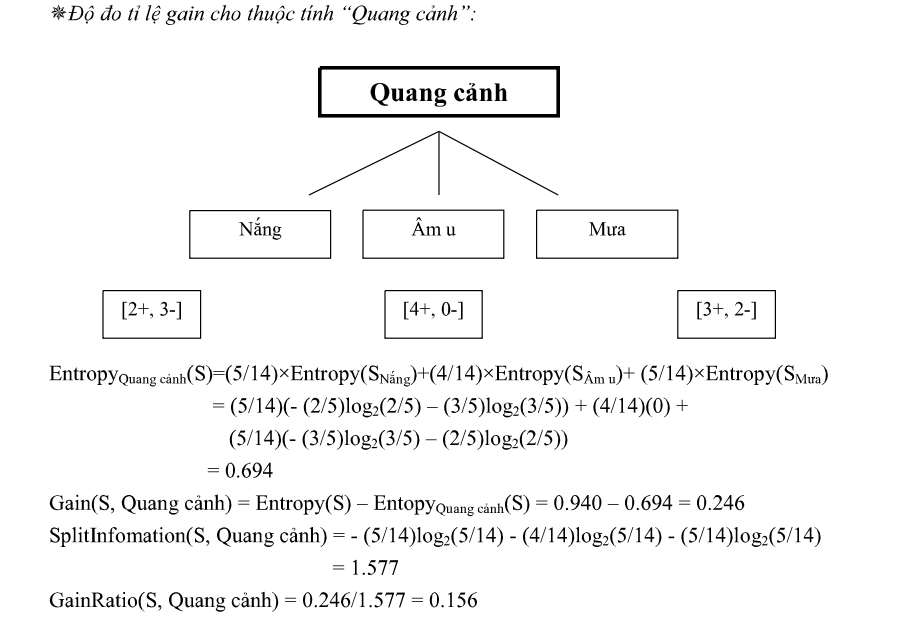 ❋Độ đo tỉ lệ gain cho thuộc tính “Quang cảnh”:
Quang cảnh
Nắng
Âm u
Mưa
[2+, 3-]
[4+, 0-]
[3+, 2-]
EntropyQuang cảnh(S)=(5/14)×Entropy(SNắng)+(4/14)×Entropy(SÂm u)+ (5/14)×Entropy(SMưa)
= (5/14)(- (2/5)log2(2/5) – (3/5)log2(3/5)) + (4/14)(0) +
(5/14)(- (3/5)log2(3/5) – (2/5)log2(2/5))
= 0.694
Gain(S, Quang cảnh) = Entropy(S) – EntopyQuang cảnh(S) = 0.940 – 0.694 = 0.246
SplitInfomation(S, Quang cảnh) = - (5/14)log2(5/14) - (4/14)log2(5/14) - (5/14)log2(5/14)
= 1.577
GainRatio(S, Quang cảnh) = 0.246/1.577 = 0.156